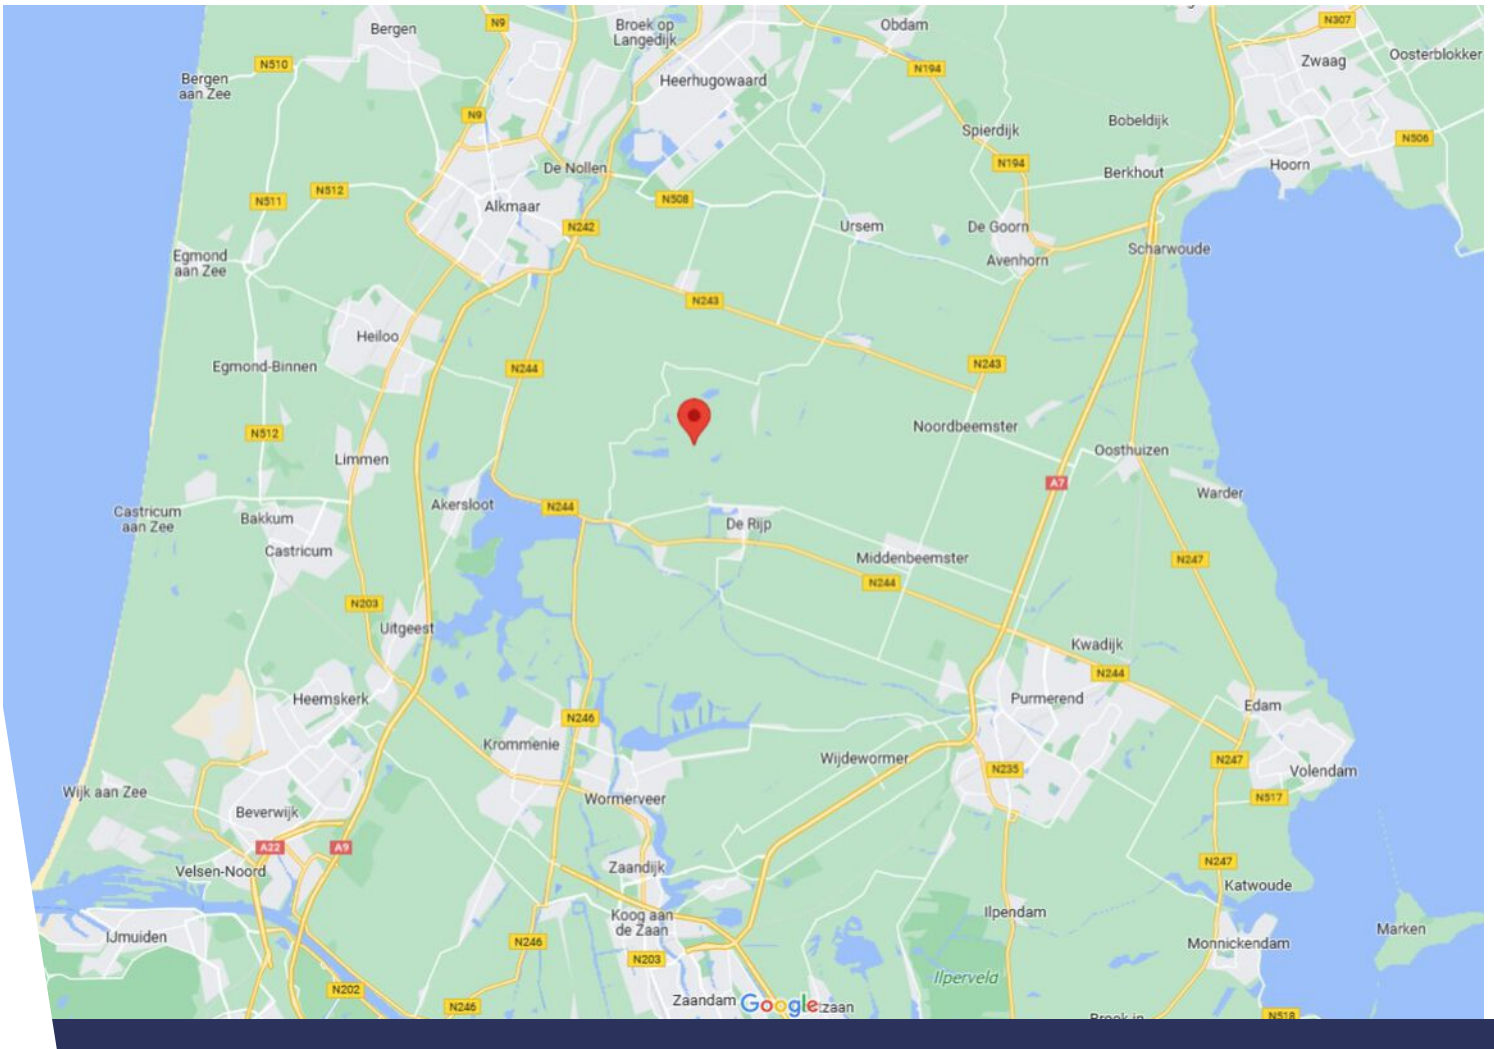 N9
Bergen
Broek op
Langedijk
Obdam
N307
Zwaag
Oosterblokker
N510
Bergen
aan Zee
Heerhugowaard
N194
N9
Spierdijk
Bobeldijk
N506
De Nollen
N194
Berkhout
Hoorn
N511
N512
Alkmaar
N508
N242
Ursem
De Goorn
Scharwoude
Egmond
aan Zee
Avenhorn
N243
Heiloo
Egmond-Binnen
N244
N243
N512
Noordbeemster
Limmen
Oosthuizen
A7
Warder
Castricum
aan Zee
Bakkum
Akersloot
N244
De Rijp
Castricum
Middenbeemster
N247
N244
N203
Uitgeest
Kwadijk
N244
Heemskerk
Purmerend
Edam
N246
Krommenie
Wijdewormer
N235
N247
Volendam
Wijk aan Zee
Wormerveer
N517
Beverwijk
A22
A9
Velsen-Noord
Zaandijk
N247
Katwoude
Koog aan
de Zaan
Ilpendam
Marken
IJmuiden
N246
N203
Monnickendam
Ilperveld
N202
N246
Zaandam
Google
tzaan
N518